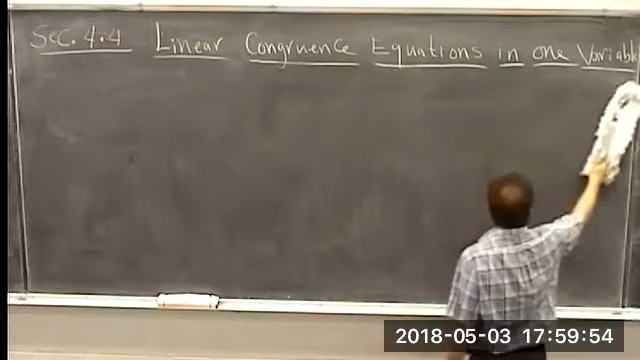 Sec. 4.4 Linear Congruence Equations in one Variable
2018-05-03 17:59:54